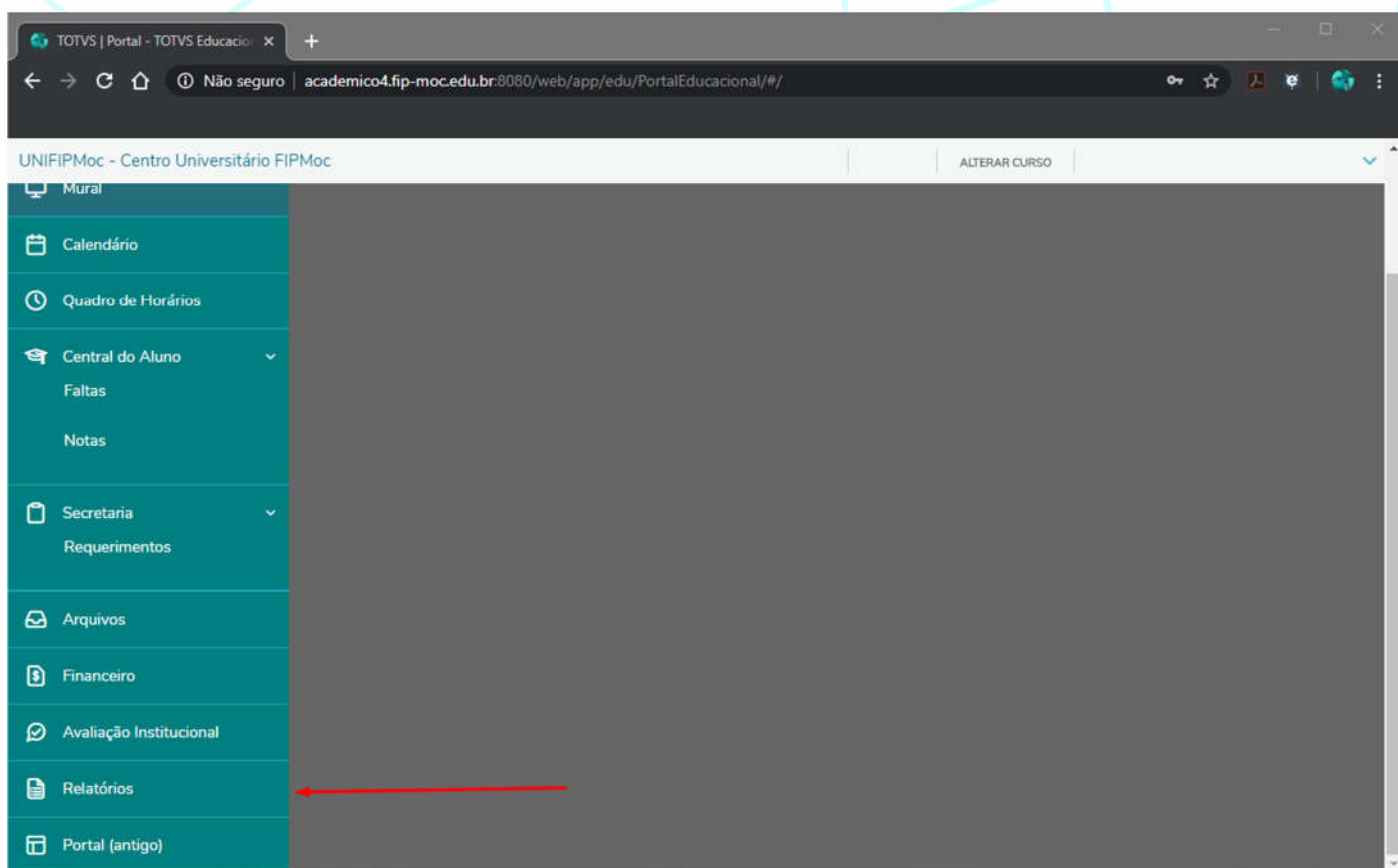 TOTVS | Portal - TOTVS Educacio
Não seguro | academico4.fip-moc.edu.br:8080/web/app/edu/PortalEducacional/#/
UNIFIPMoc - Centro Universitário FIPMoc
ALTERAR CURSO
Mural
Calendário
Quadro de Horários
Central do Aluno
Faltas
Notas
Secretaria
Requerimentos
Arquivos
Financeiro
Avaliação Institucional
Relatórios
Portal (antigo)